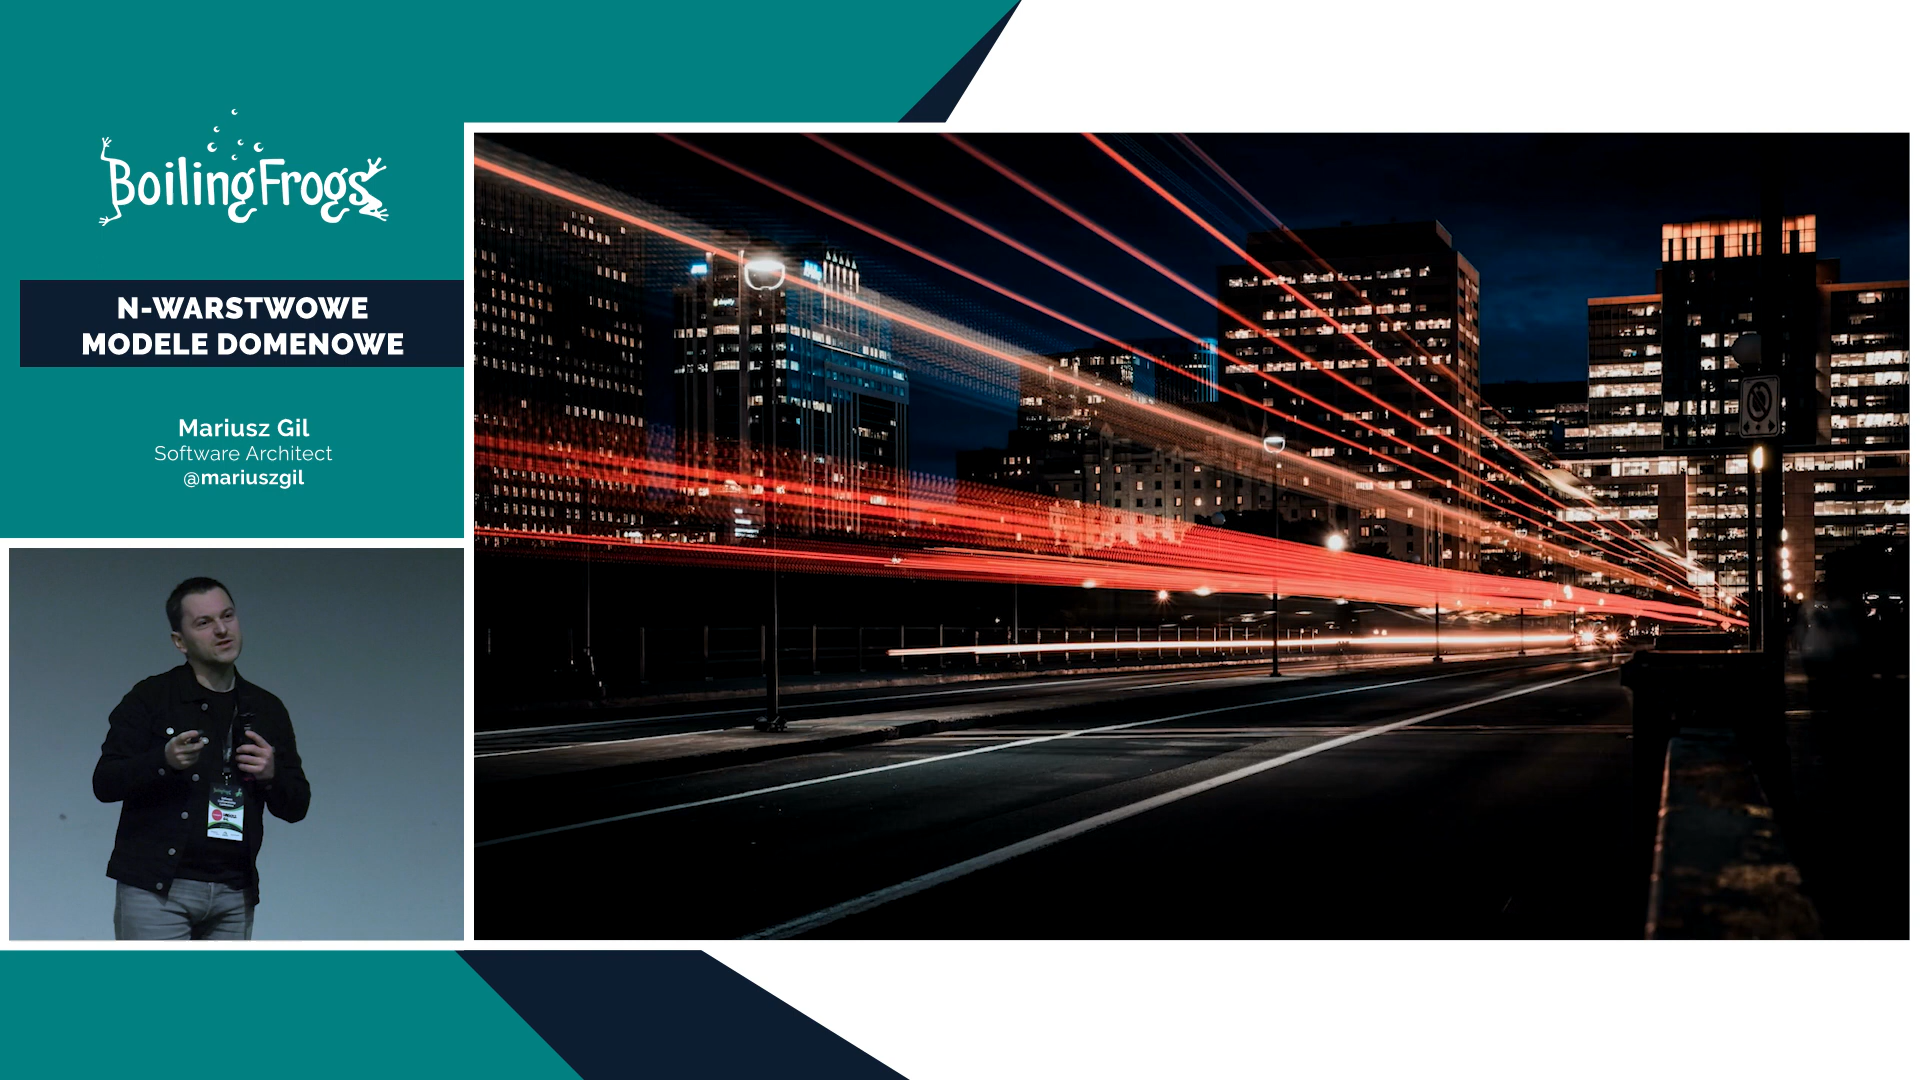 BoilingFrogs
N-WARSTWOWE
MODELE DOMENOWE
Mariusz Gil
Software Architect
@mariuszgil